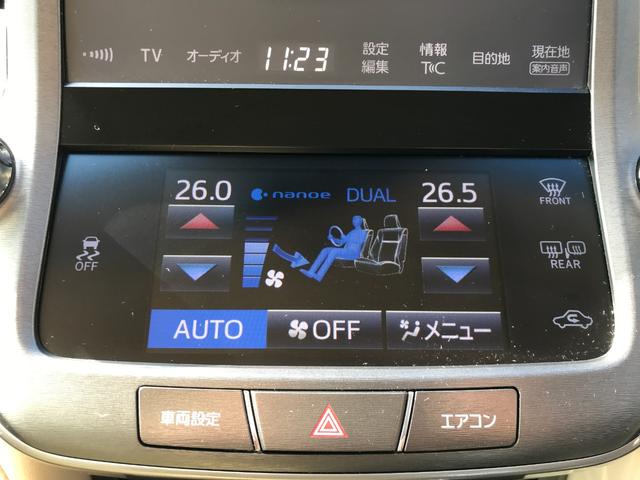 TV オーディオ 11:23 設定編集 情報T℃ 目的地 現在地 案内音声
26.0 nanoe DUAL 26.5
FRONT
OFF
REAR
AUTO OFF メニュー
車両設定 エアコン